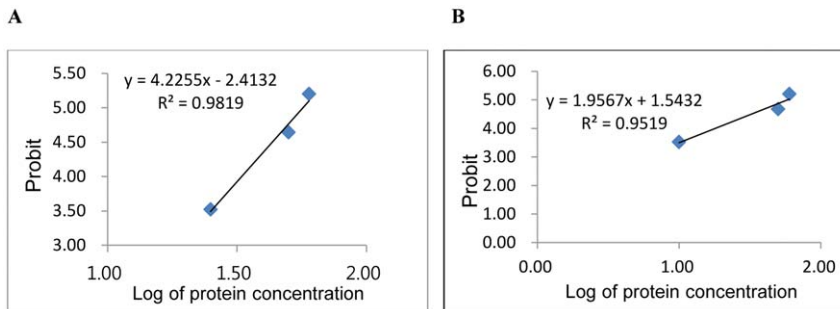 A
y = 4.2255x - 2.4132
R² = 0.9819
5.50
5.00
4.50
4.00
3.50
3.00
1.00 1.50 2.00
Probit
Log of protein concentration
B
y = 1.9567x + 1.5432
R² = 0.9519
6.00
5.00
4.00
3.00
2.00
1.00
0.00
0.00 1.00 2.00
Probit
Log of protein concentration